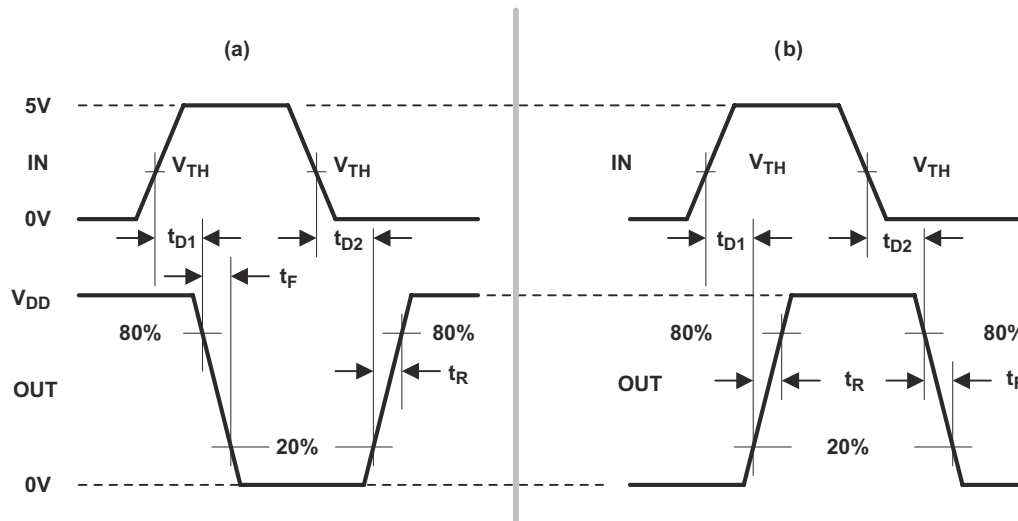 (a)
(b)
5V
IN
VTH
VTH
IN
VTH
VTH
0V
tD1
tD2
tD1
tD2
tF
VDD
80%
80%
80%
80%
OUT
tR
OUT
tR
tF
20%
20%
0V